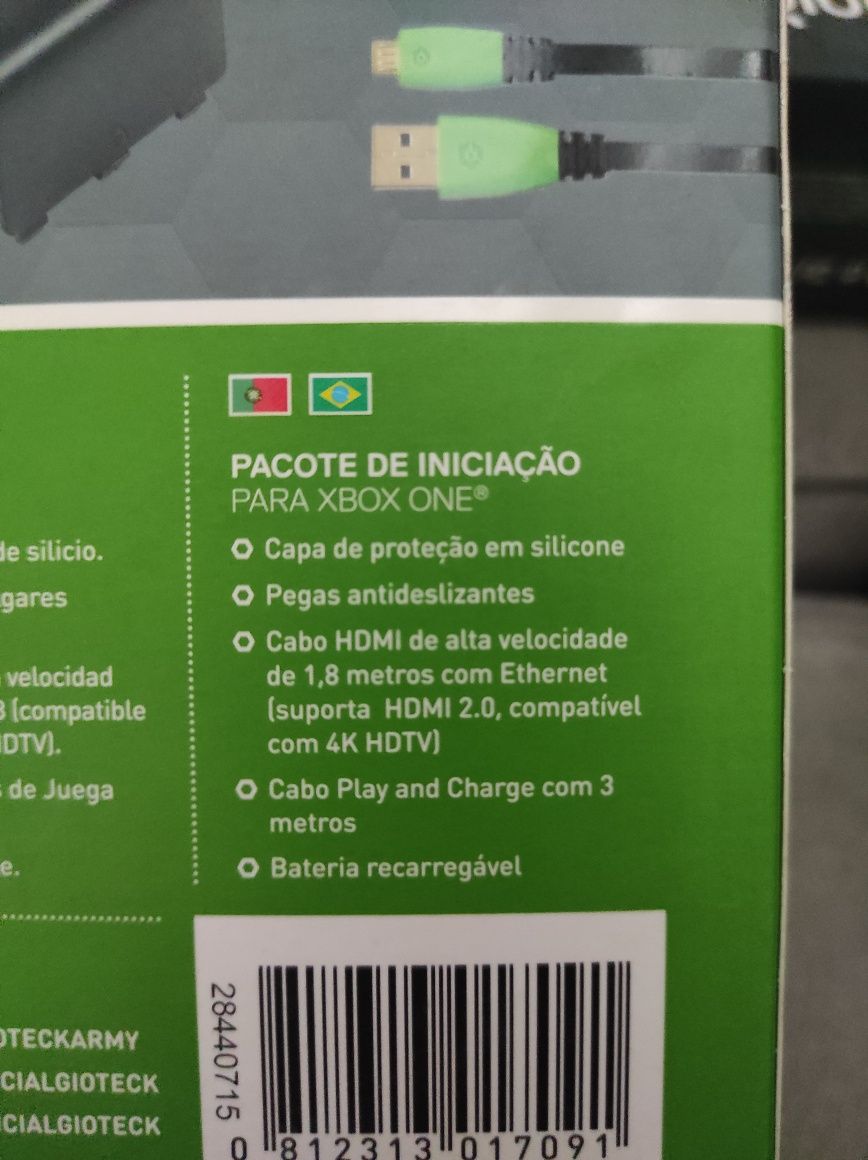 PACOTE DE INICIAÇÃO
PARA XBOX ONE®
Capa de proteção em silicone
Pegas antideslizantes
Cabo HDMI de alta velocidade
de 1,8 metros com Ethernet
(suporta HDMI 2.0, compatível
com 4K HDTV)
Cabo Play and Charge com 3
metros
Bateria recarregável
de silicio.
gares
velocidad
(compatible
HDTV).
de Juega
e.
OTECKARMY
CIALGIOTECK
ICIALGIOTECK
28440715
0 812313 017091